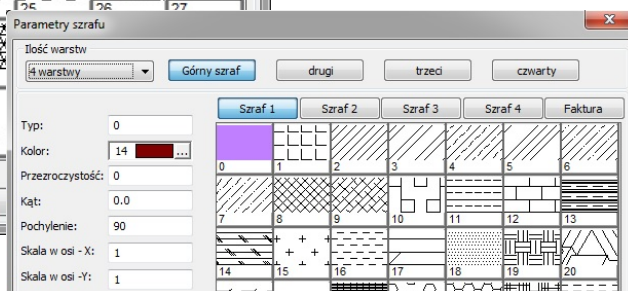 25 26 27
Parametry szrafu
Ilość warstw
4 warstwy Górny szraf drugi trzeci czwarty
Szraf 1 Szraf 2 Szraf 3 Szraf 4 Faktura
Typ: 0
Kolor: 14 ...
Przezroczystość: 0
Kąt: 0.0
Pochylenie: 90
Skala w osi - X: 1
Skala w osi -Y: 1
0 1 2 3 4 5 6
7 8 9 10 11 12 13
14 15 16 17 18 19 20